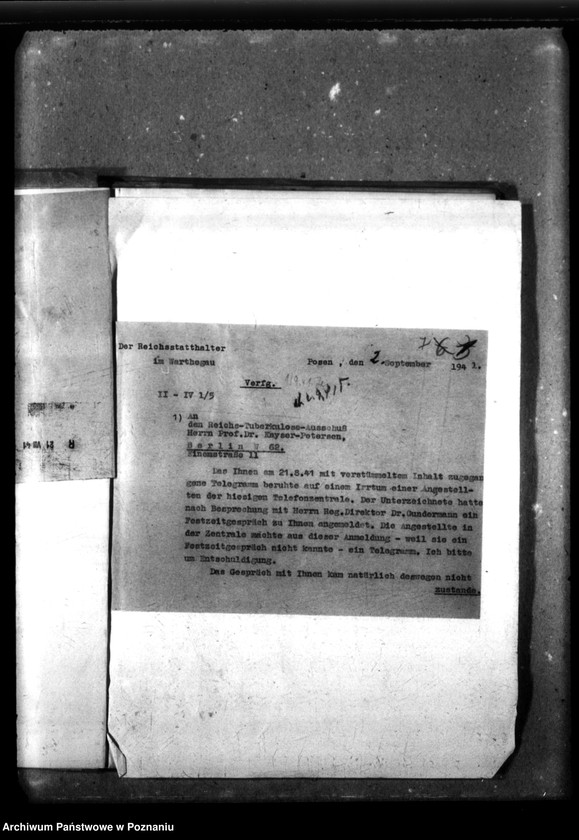 Der Reichsstatthalter
im Warthegau
Posen, den 2. September 1941.
Verfg.
II - IV 1/5
1) An
den Reichs-Tuberkulose-Ausschuß
Herrn Prof.Dr. Kayser-Petersen,
Berlin W 62.
Einemstraße 11
Das Ihnen am 21.8.41 mit verstümmeltem Inhalt zugegan
gene Telegramm beruhte auf einem Irrtum einer Angestell-
ten der hiesigen Telefonzentrale. Der Unterzeichnete hatte
nach Besprechung mit Herrn Reg.Direktor Dr.Gundermann ein
Festzeitgespräch zu Ihnen angemeldet. Die angestellte in
der Zentrale machte aus dieser Anmeldung - weil sie ein
Festzeitgespräch nicht kannte - ein Telegramm. Ich bitte
um Entschuldigung.
Das Gespräch mit Ihnen kam natürlich deswegen nicht
zustande.
Archiwum Państwowe w Poznaniu